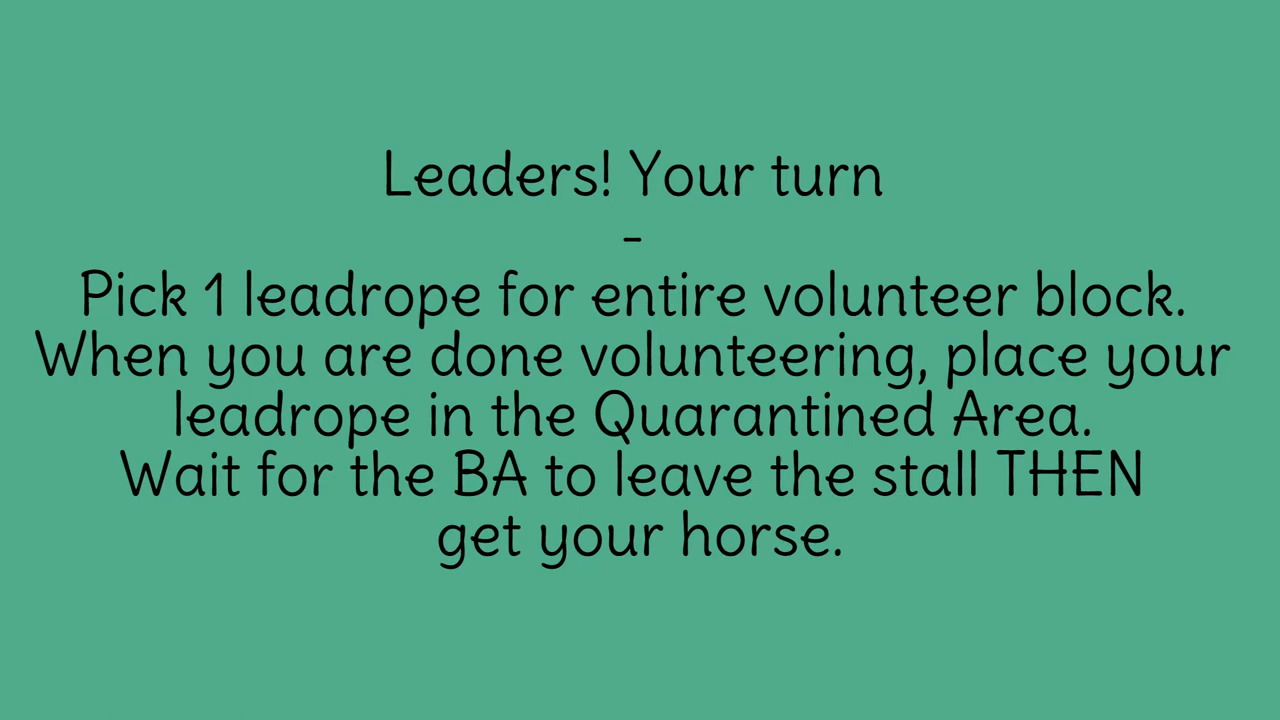 Leaders! Your turn
-
Pick 1 leadrope for entire volunteer block.
When you are done volunteering, place your
leadrope in the Quarantined Area.
Wait for the BA to leave the stall THEN
get your horse.